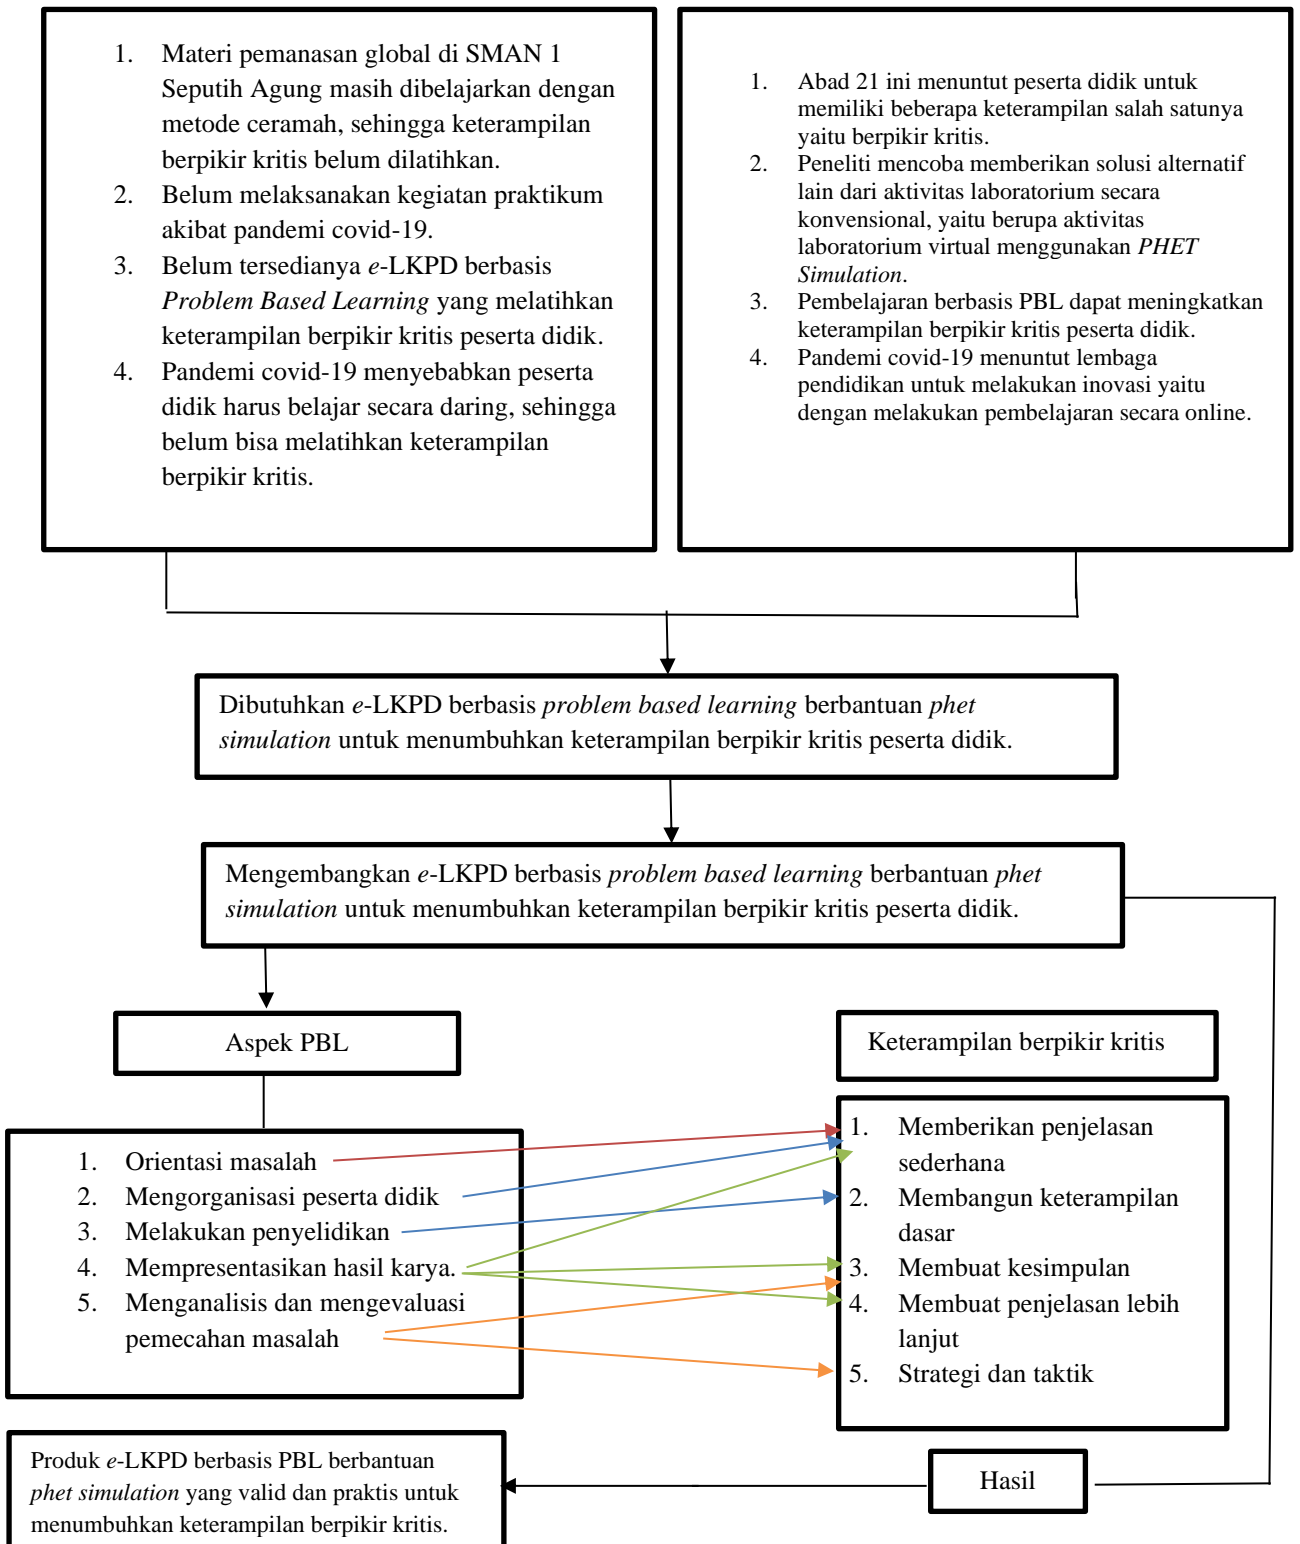 1. Materi pemanasan global di SMAN 1
Seputih Agung masih dibelajarkan dengan
metode ceramah, sehingga keterampilan
berpikir kritis belum dilatihkan.
2. Belum melaksanakan kegiatan praktikum
akibat pandemi covid-19.
3. Belum tersedianya e-LKPD berbasis
Problem Based Learning yang melatihkan
keterampilan berpikir kritis peserta didik.
4. Pandemi covid-19 menyebabkan peserta
didik harus belajar secara daring, sehingga
belum bisa melatihkan keterampilan
berpikir kritis.
1. Abad 21 ini menuntut peserta didik untuk
memiliki beberapa keterampilan salah satunya
yaitu berpikir kritis.
2. Peneliti mencoba memberikan solusi alternatif
lain dari aktivitas laboratorium secara
konvensional, yaitu berupa aktivitas
laboratorium virtual menggunakan PHET
Simulation.
3. Pembelajaran berbasis PBL dapat meningkatkan
keterampilan berpikir kritis peserta didik.
4. Pandemi covid-19 menuntut lembaga
pendidikan untuk melakukan inovasi yaitu
dengan melakukan pembelajaran secara online.
Dibutuhkan e-LKPD berbasis problem based learning berbantuan phet
simulation untuk menumbuhkan keterampilan berpikir kritis peserta didik.
Mengembangkan e-LKPD berbasis problem based learning berbantuan phet
simulation untuk menumbuhkan keterampilan berpikir kritis peserta didik.
Aspek PBL
1. Orientasi masalah
2. Mengorganisasi peserta didik
3. Melakukan penyelidikan
4. Mempresentasikan hasil karya.
5. Menganalisis dan mengevaluasi
pemecahan masalah
Keterampilan berpikir kritis
1. Memberikan penjelasan
sederhana
2. Membangun keterampilan
dasar
3. Membuat kesimpulan
4. Membuat penjelasan lebih
lanjut
5. Strategi dan taktik
Hasil
Produk e-LKPD berbasis PBL berbantuan
phet simulation yang valid dan praktis untuk
menumbuhkan keterampilan berpikir kritis.